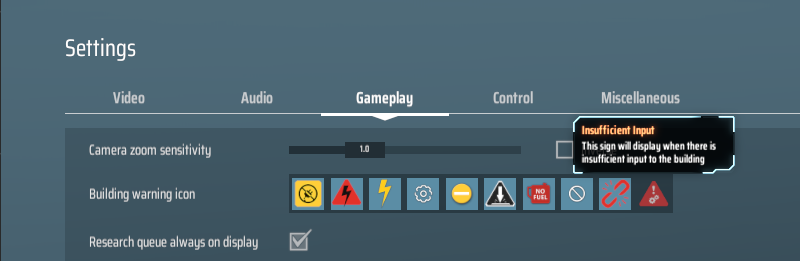 Settings
Video
Audio
Gameplay
Control
Miscellaneous
Insufficient Input
This sign will display when there is
insufficient input to the building
Camera zoom sensitivity
1.0
Building warning icon
NO
FUEL
Research queue always on display